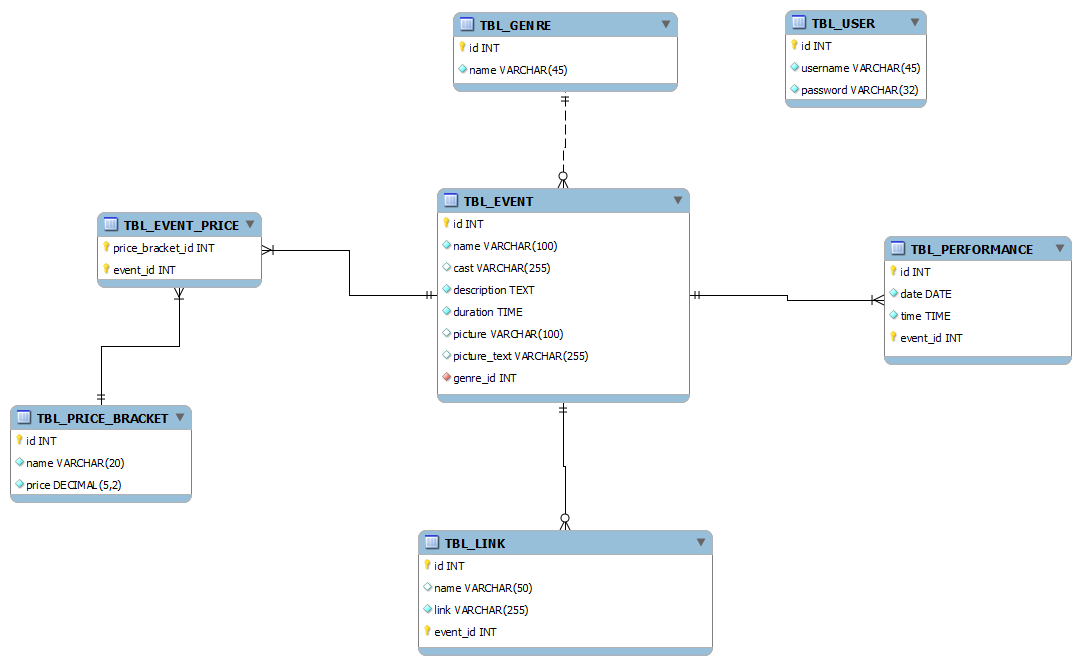 TBL_GENRE
id INT
name VARCHAR(45)
TBL_USER
id INT
username VARCHAR(45)
password VARCHAR(32)
TBL_EVENT
id INT
name VARCHAR(100)
cast VARCHAR(255)
description TEXT
duration TIME
picture VARCHAR(100)
picture_text VARCHAR(255)
genre_id INT
TBL_EVENT_PRICE
price_bracket_id INT
event_id INT
TBL_PERFORMANCE
id INT
date DATE
time TIME
event_id INT
TBL_PRICE_BRACKET
id INT
name VARCHAR(20)
price DECIMAL(5,2)
TBL_LINK
id INT
name VARCHAR(50)
link VARCHAR(255)
event_id INT